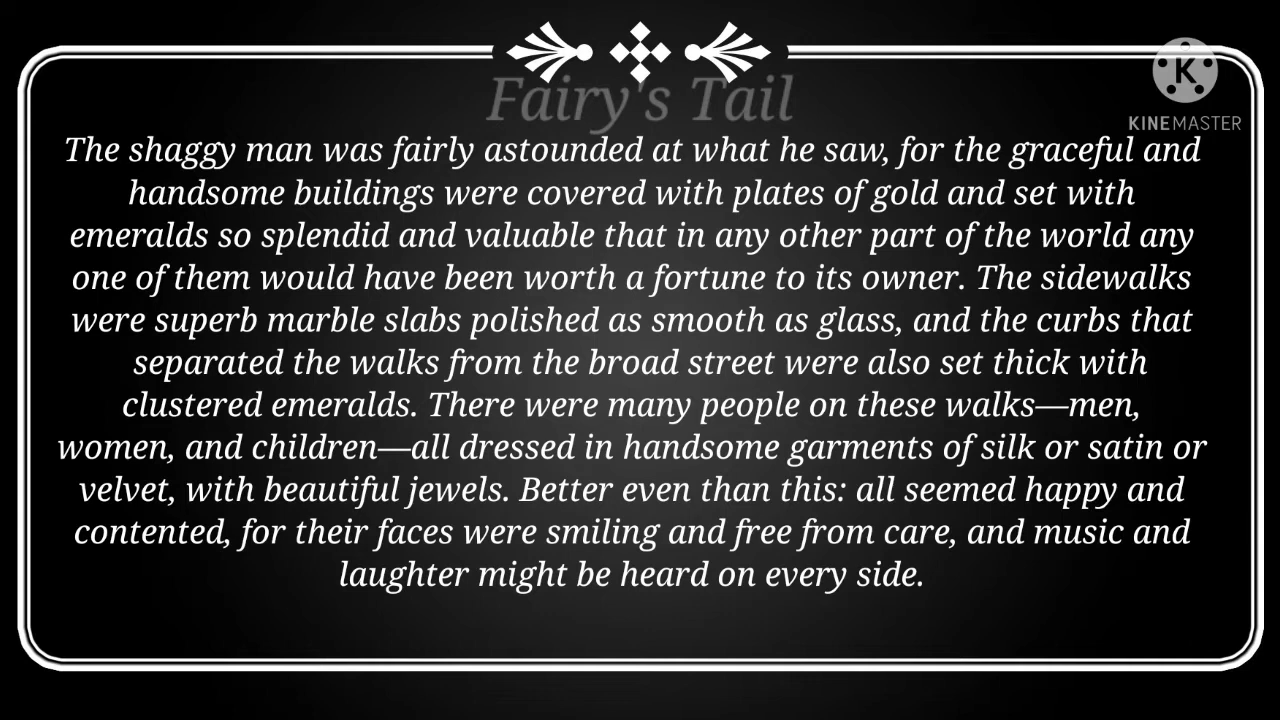 Fairy's Tail
K
KINEMASTER
The shaggy man was fairly astounded at what he saw, for the graceful and
handsome buildings were covered with plates of gold and set with
emeralds so splendid and valuable that in any other part of the world any
one of them would have been worth a fortune to its owner. The sidewalks
were superb marble slabs polished as smooth as glass, and the curbs that
separated the walks from the broad street were also set thick with
clustered emeralds. There were many people on these walks—men,
women, and children—all dressed in handsome garments of silk or satin or
velvet, with beautiful jewels. Better even than this: all seemed happy and
contented, for their faces were smiling and free from care, and music and
laughter might be heard on every side.